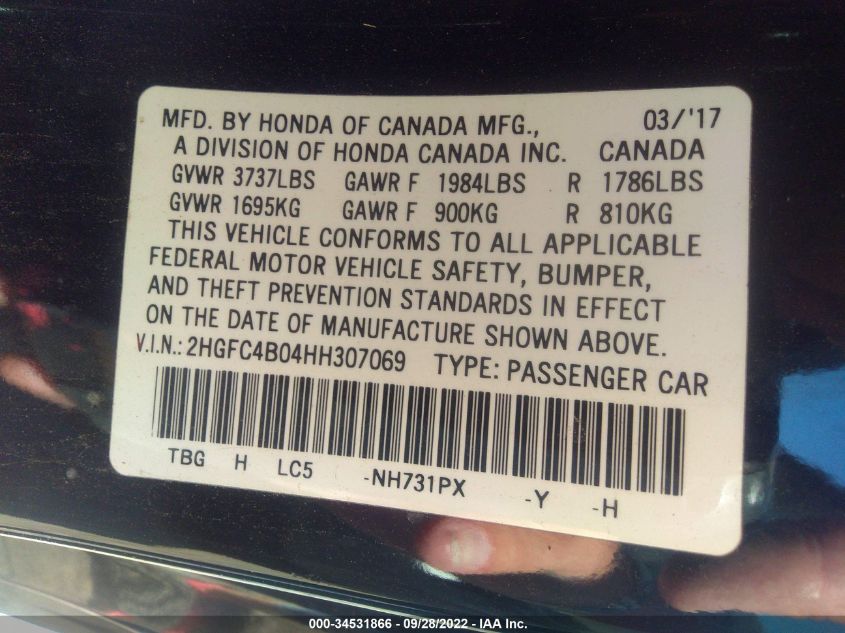 MFD. BY HONDA OF CANADA MFG., 03/'17
A DIVISION OF HONDA CANADA INC. CANADA
GVWR 3737LBS GAWR F 1984LBS R 1786LBS
GVWR 1695KG GAWR F 900KG R 810KG
THIS VEHICLE CONFORMS TO ALL APPLICABLE
FEDERAL MOTOR VEHICLE SAFETY, BUMPER,
AND THEFT PREVENTION STANDARDS IN EFFECT
ON THE DATE OF MANUFACTURE SHOWN ABOVE.
V.I.N.: 2HGFC4B04HH307069 TYPE: PASSENGER CAR
TBG H LC5 -NH731PX -Y -H
000-34531866 - 09/28/2022 - IAA Inc.